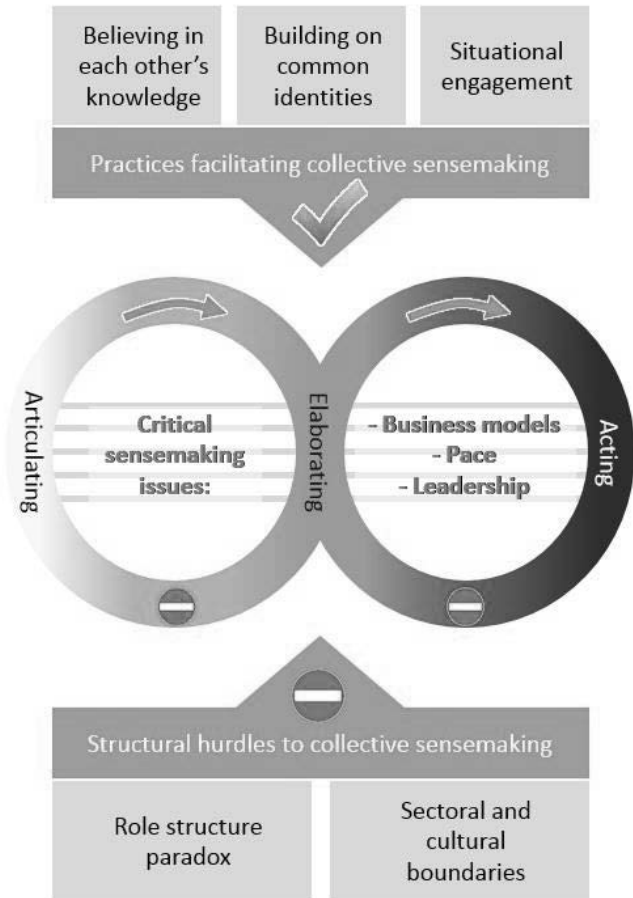 Believing in
each other’s
knowledge
Building on
common
identities
Situational
engagement
Practices facilitating collective sensemaking
Articulating
Critical
sensemaking
issues:
Elaborating
- Business models
- Pace
- Leadership
Acting
Structural hurdles to collective sensemaking
Role structure
paradox
Sectoral and
cultural
boundaries